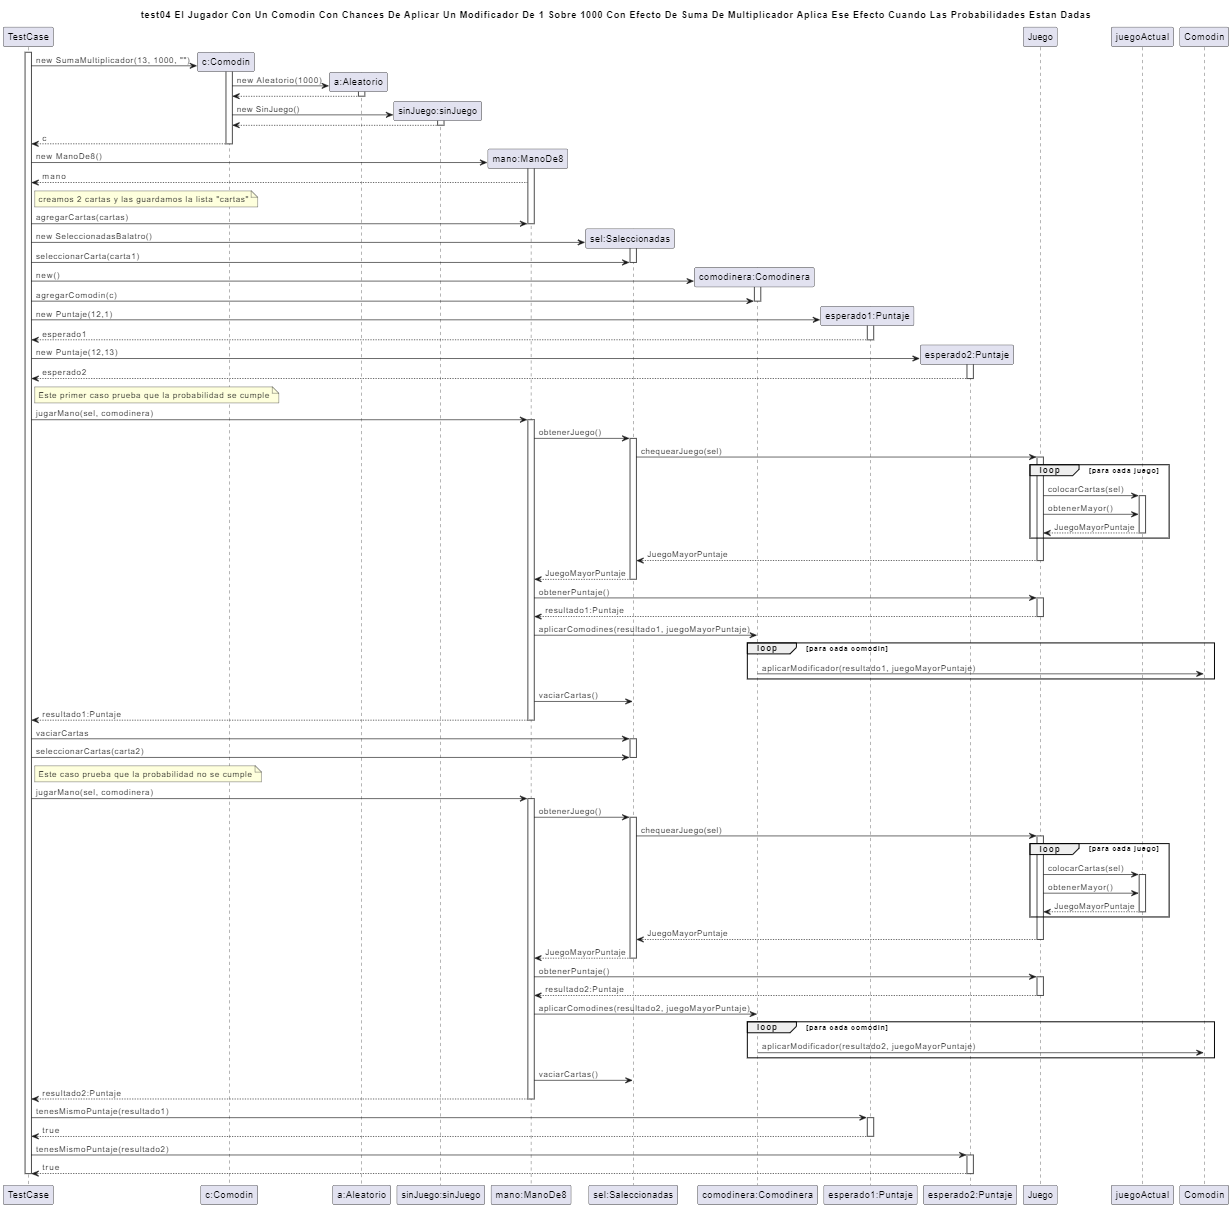 test04 El Jugador Con Un Comodin Con Chances De Aplicar Un Modificador De 1 Sobre 1000 Con Efecto De Suma De Multiplicador Aplica Ese Efecto Cuando Las Probabilidades Estan Dadas
TestCase
Juego
juegoActual
Comodin
new SumaMultiplicador(13, 1000, "")
c:Comodin
new Aleatorio(1000)
a:Aleatorio
new SinJuego()
sinJuego:sinJuego
c
new ManoDe8()
mano:ManoDe8
mano
creamos 2 cartas y las guardamos la lista "cartas"
agregarCartas(cartas)
new SeleccionadasBalatro()
sel:Saleccionadas
seleccionarCarta(carta1)
new()
comodinera:Comodinera
agregarComodin(c)
new Puntaje(12,1)
esperado1:Puntaje
esperado1
new Puntaje(12,13)
esperado2:Puntaje
esperado2
Este primer caso prueba que la probabilidad se cumple
jugarMano(sel, comodinera)
obtenerJuego()
chequearJuego(sel)
loop
[para cada juego]
colocarCartas(sel)
obtenerMayor()
JuegoMayorPuntaje
JuegoMayorPuntaje
JuegoMayorPuntaje
obtenerPuntaje()
resultado1:Puntaje
aplicarComodines(resultado1, juegoMayorPuntaje)
loop
[para cada comodin]
aplicarModificador(resultado1, juegoMayorPuntaje)
vaciarCartas()
resultado1:Puntaje
vaciarCartas
seleccionarCartas(carta2)
Este caso prueba que la probabilidad no se cumple
jugarMano(sel, comodinera)
obtenerJuego()
chequearJuego(sel)
loop
[para cada juego]
colocarCartas(sel)
obtenerMayor()
JuegoMayorPuntaje
JuegoMayorPuntaje
JuegoMayorPuntaje
obtenerPuntaje()
resultado2:Puntaje
aplicarComodines(resultado2, juegoMayorPuntaje)
loop
[para cada comodin]
aplicarModificador(resultado2, juegoMayorPuntaje)
vaciarCartas()
resultado2:Puntaje
tenesMismoPuntaje(resultado1)
true
tenesMismoPuntaje(resultado2)
true
TestCase
c:Comodin
a:Aleatorio
sinJuego:sinJuego
mano:ManoDe8
sel:Saleccionadas
comodinera:Comodinera
esperado1:Puntaje
esperado2:Puntaje
Juego
juegoActual
Comodin